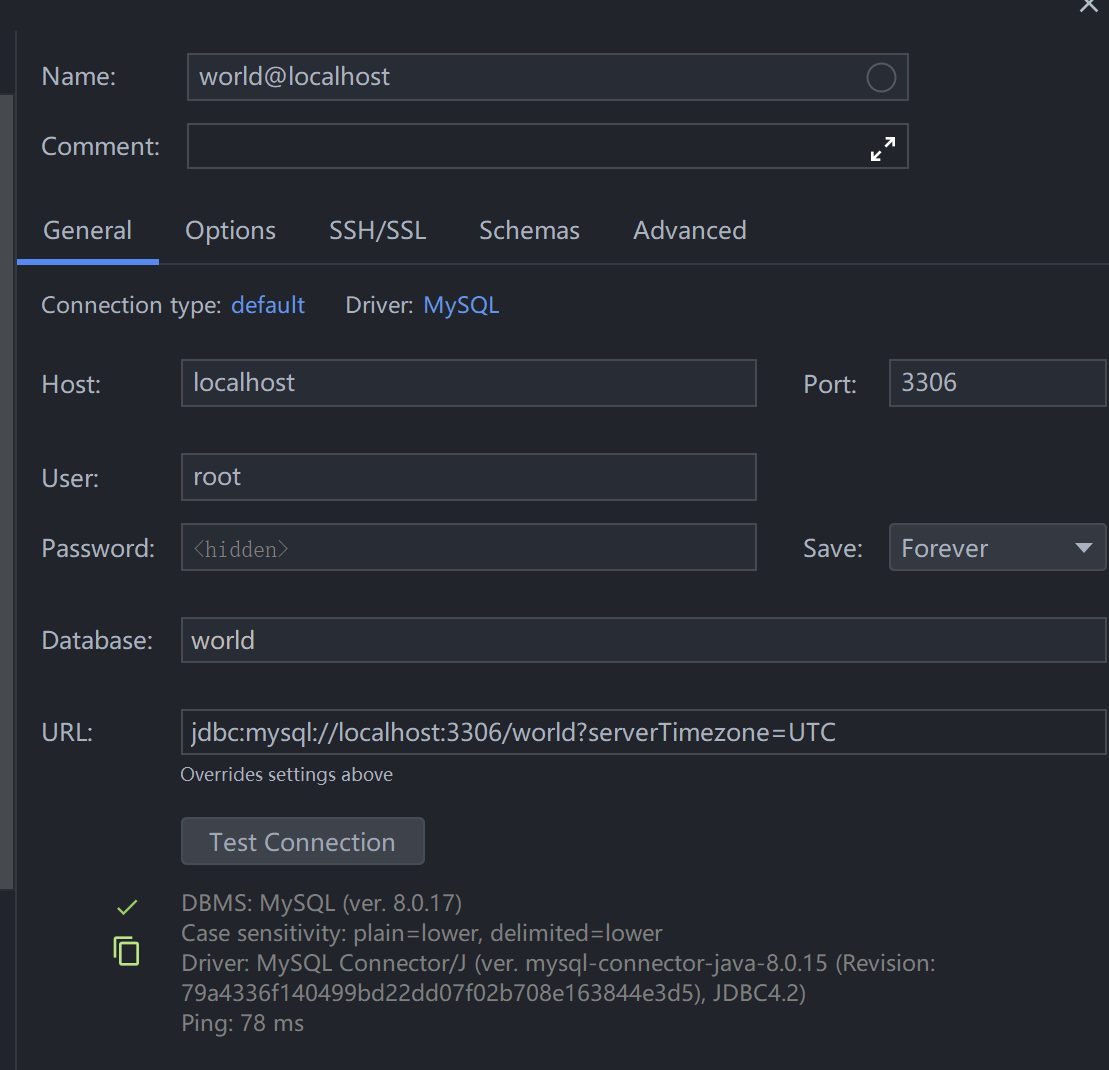 Name: world@localhost
Comment:
General Options SSH/SSL Schemas Advanced
Connection type: default Driver: MySQL
Host: localhost Port: 3306
User: root
Password: <hidden> Save: Forever
Database: world
URL: jdbc:mysql://localhost:3306/world?serverTimezone=UTC
Overrides settings above
Test Connection
DBMS: MySQL (ver. 8.0.17)
Case sensitivity: plain=lower, delimited=lower
Driver: MySQL Connector/J (ver. mysql-connector-java-8.0.15 (Revision:
79a4336f140499bd22dd07f02b708e163844e3d5), JDBC4.2)
Ping: 78 ms